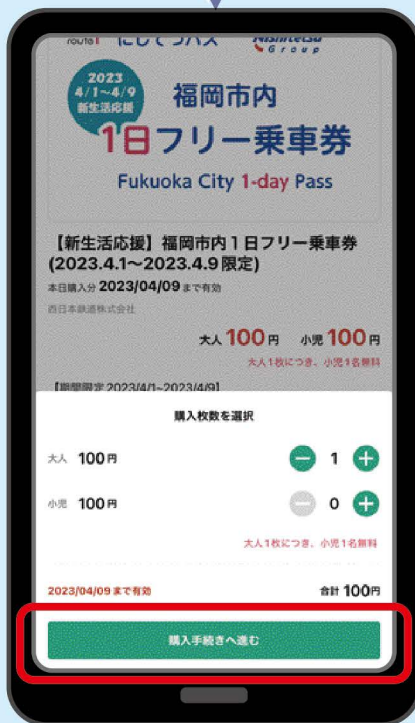 route1 にしてつバス Nishitetsu Group
2023
4/1~4/9
新生活応援
福岡市内
1日フリー乗車券
Fukuoka City 1-day Pass
【新生活応援】福岡市内1日フリー乗車券
(2023.4.1〜2023.4.9限定)
本日購入分 2023/04/09 まで有効
西日本鉄道株式会社
大人 100円 小児 100円
大人1枚につき、小児1名無料
【期間限定 2023/4/1~2023/4/9】
購入枚数を選択
大人 100円 1
小児 100円 0
大人1枚につき、小児1名無料
2023/04/09 まで有効 合計 100円
購入手続きへ進む